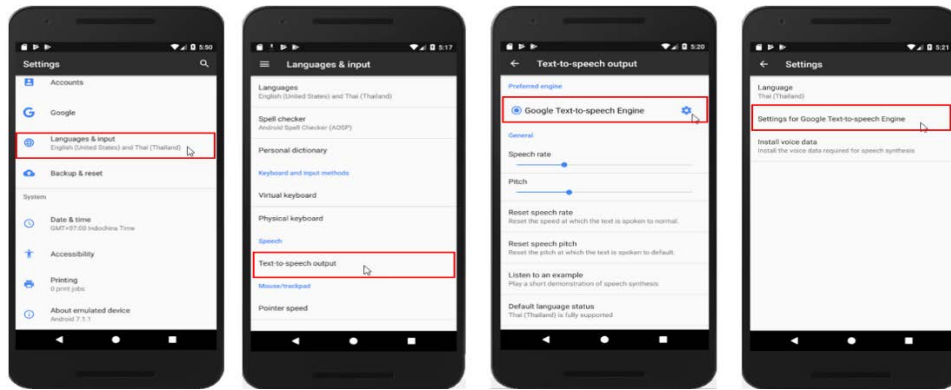 5:50
Settings
Accounts
Google
Languages & input
English (United States) and Thai (Thailand)
Backup & reset
System
Date & time
GMT+07:00 Indochina Time
Accessibility
Printing
0 print jobs
About emulated device
Android 7.1.1
5:17
Languages & input
Languages
English (United States) and Thai (Thailand)
Spell checker
Android Spell Checker (AOSP)
Personal dictionary
Keyboard and input methods
Virtual keyboard
Physical keyboard
Speech
Text-to-speech output
Mouse/trackpad
Pointer speed
5:20
Text-to-speech output
Preferred engine
Google Text-to-speech Engine
General
Speech rate
Pitch
Reset speech rate
Reset the speed at which the text is spoken to normal.
Reset speech pitch
Reset the pitch at which the text is spoken to default.
Listen to an example
Play a short demonstration of speech synthesis
Default language status
Thai (Thailand) is fully supported
5:21
Settings
Language
Thai (Thailand)
Settings for Google Text-to-speech Engine
Install voice data
Install the voice data required for speech synthesis